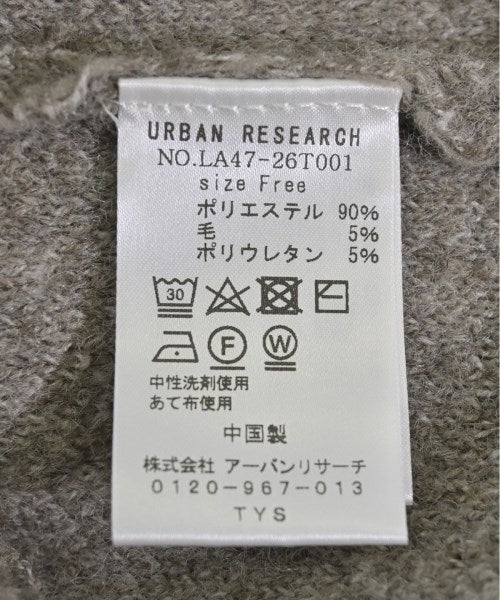 URBAN RESEARCH
NO.LA47-26T001
size Free
ポリエステル 90%
毛 5%
ポリウレタン 5%
30
F W
中性洗剤使用
あて布使用
中国製
株式会社 アーバンリサーチ
0120-967-013
TYS